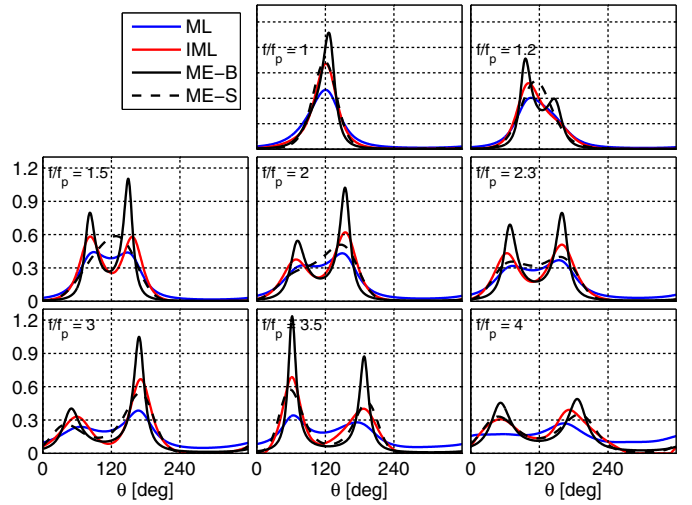 ML
IML
ME-B
ME-S
f/f_p = 1
f/f_p = 1.2
1.2
0.9
0.6
0.3
0
f/f_p = 1.5
f/f_p = 2
f/f_p = 2.3
1.2
0.9
0.6
0.3
0
f/f_p = 3
f/f_p = 3.5
f/f_p = 4
0 120 240
0 120 240
0 120 240
θ [deg]
θ [deg]
θ [deg]